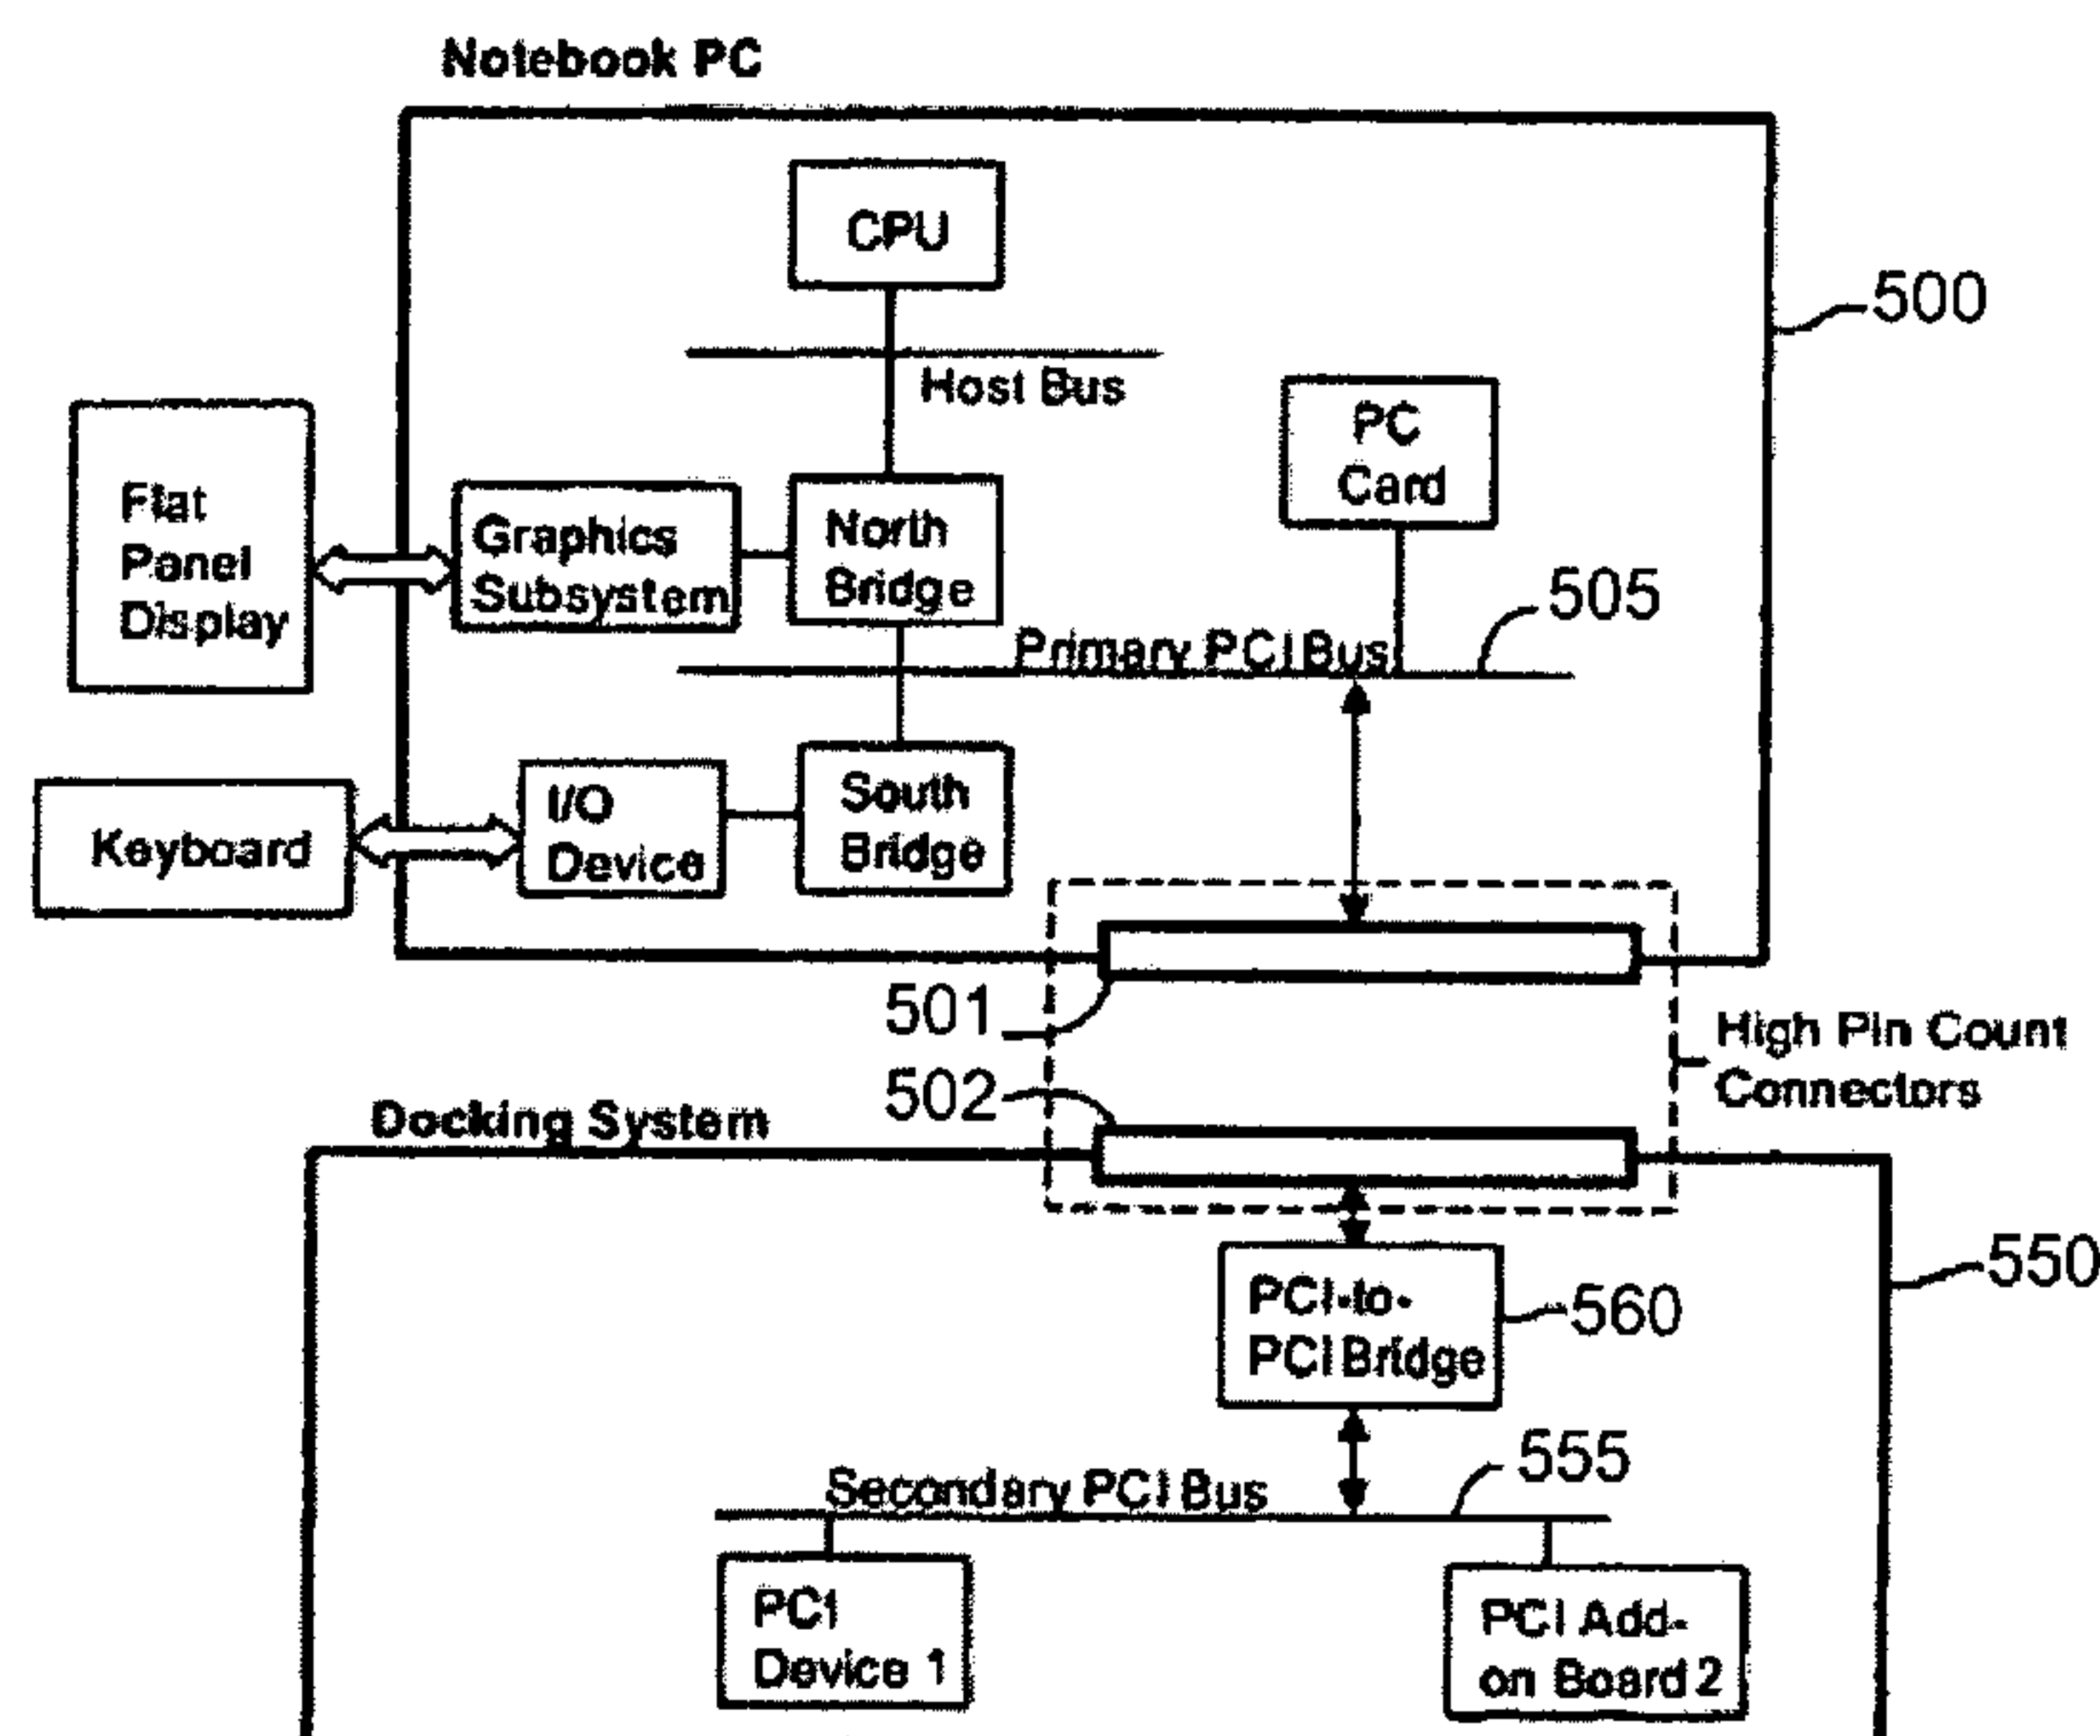 Notebook PC
CPU
500
Host Bus
PC
Card
Flat
Panel
Display
Graphics
Subsystem
North
Bridge
505
Primary PCI Bus
Keyboard
I/O
Device
South
Bridge
501
High Pin Count
Connectors
502
Docking System
550
PCI-to-
PCI Bridge
560
555
Secondary PCI Bus
PCI
Device 1
PCI Add-
on Board 2